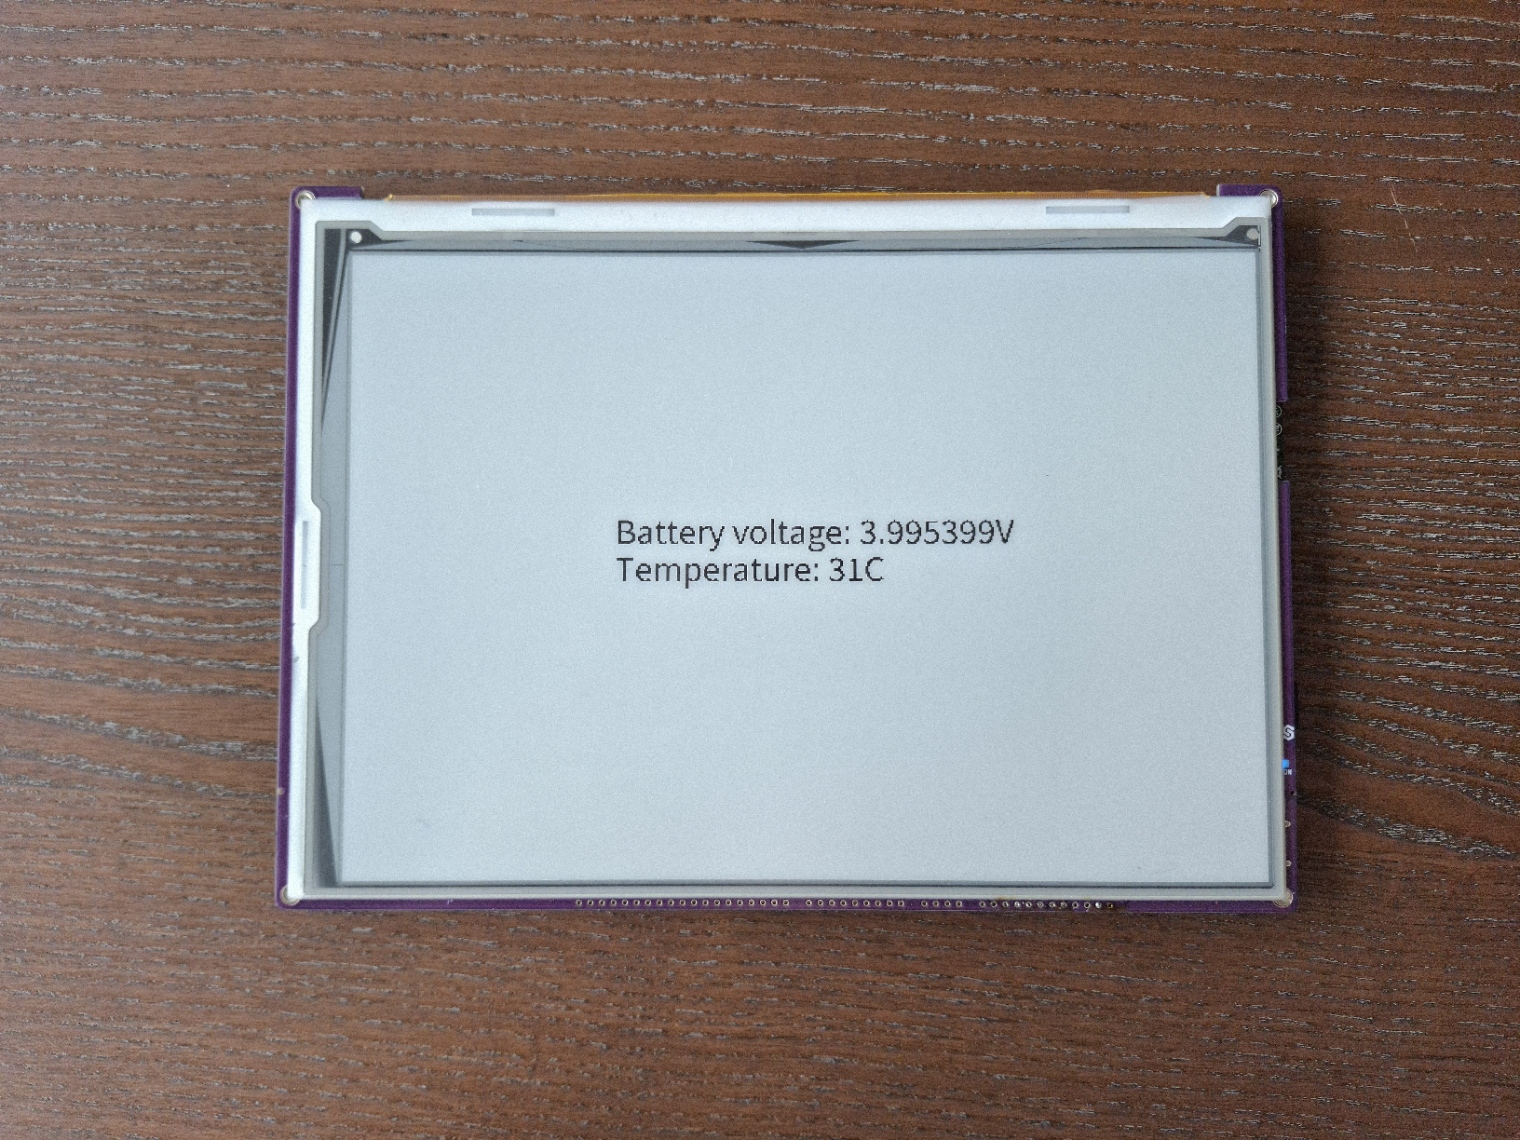 Battery voltage: 3.995399V
Temperature: 31C